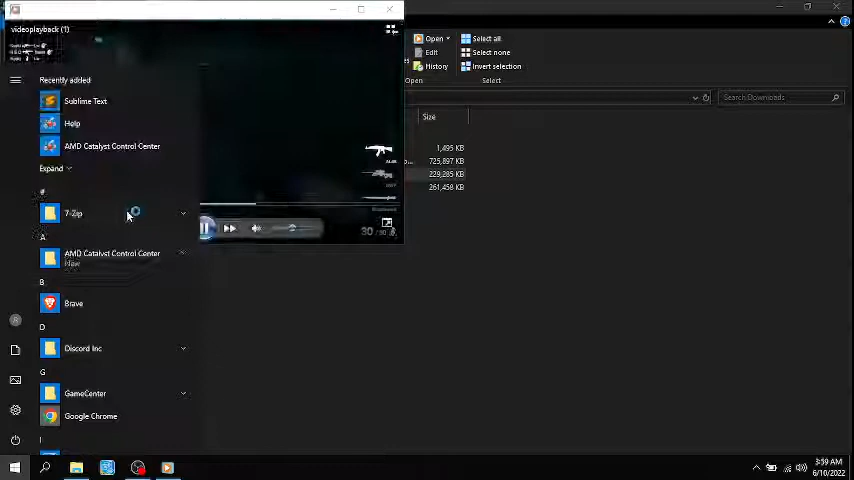 videoplayback (1)
Open
Select all
Edit
Select none
History
Invert selection
Open
Select
Search Downloads
Recently added
Size
Sublime Text
Help
AMD Catalyst Control Center
1,495 KB
725,897 KB
229,285 KB
261,458 KB
Expand
#
7-Zip
A
AMD Catalyst Control Center
New
30
B
Brave
D
Discord Inc
G
GameCenter
Google Chrome
I
3:59 AM
6/10/2022